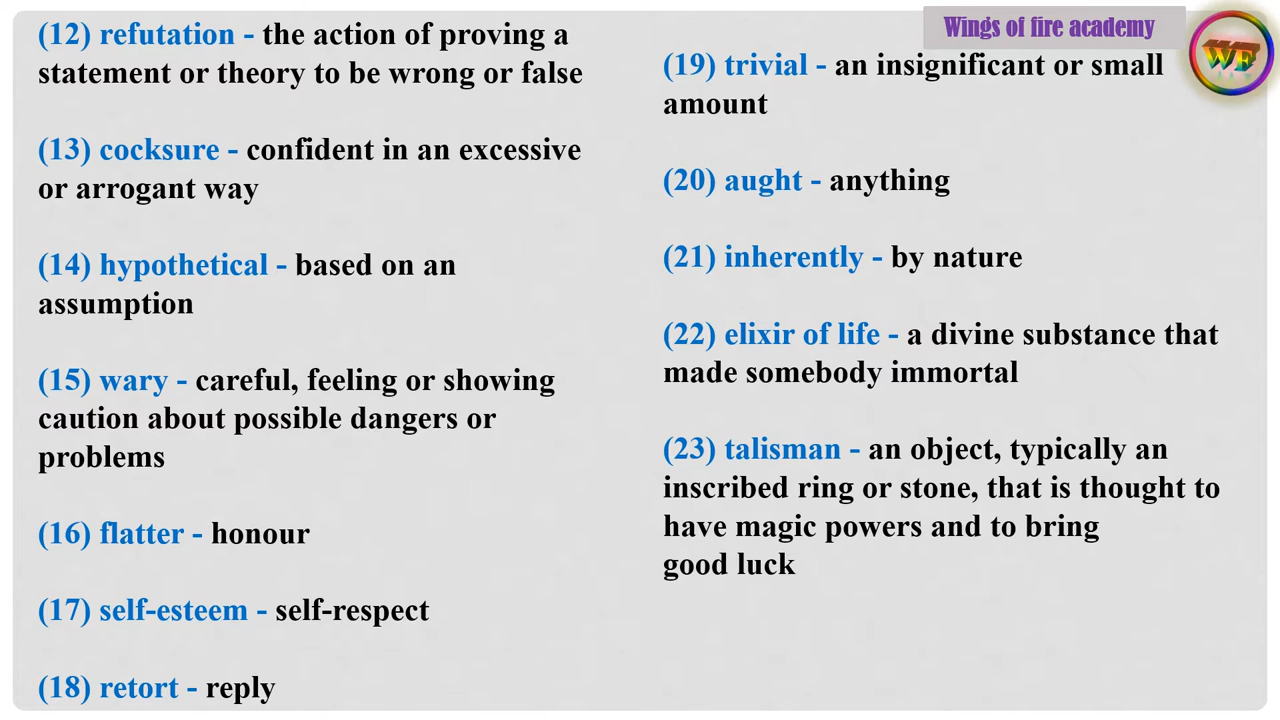 (12) refutation - the action of proving a
statement or theory to be wrong or false
(13) cocksure - confident in an excessive
or arrogant way
(14) hypothetical - based on an
assumption
(15) wary - careful, feeling or showing
caution about possible dangers or
problems
(16) flatter - honour
(17) self-esteem - self-respect
(18) retort - reply
Wings of fire academy
WF
(19) trivial - an insignificant or small
amount
(20) aught - anything
(21) inherently - by nature
(22) elixir of life - a divine substance that
made somebody immortal
(23) talisman - an object, typically an
inscribed ring or stone, that is thought to
have magic powers and to bring
good luck